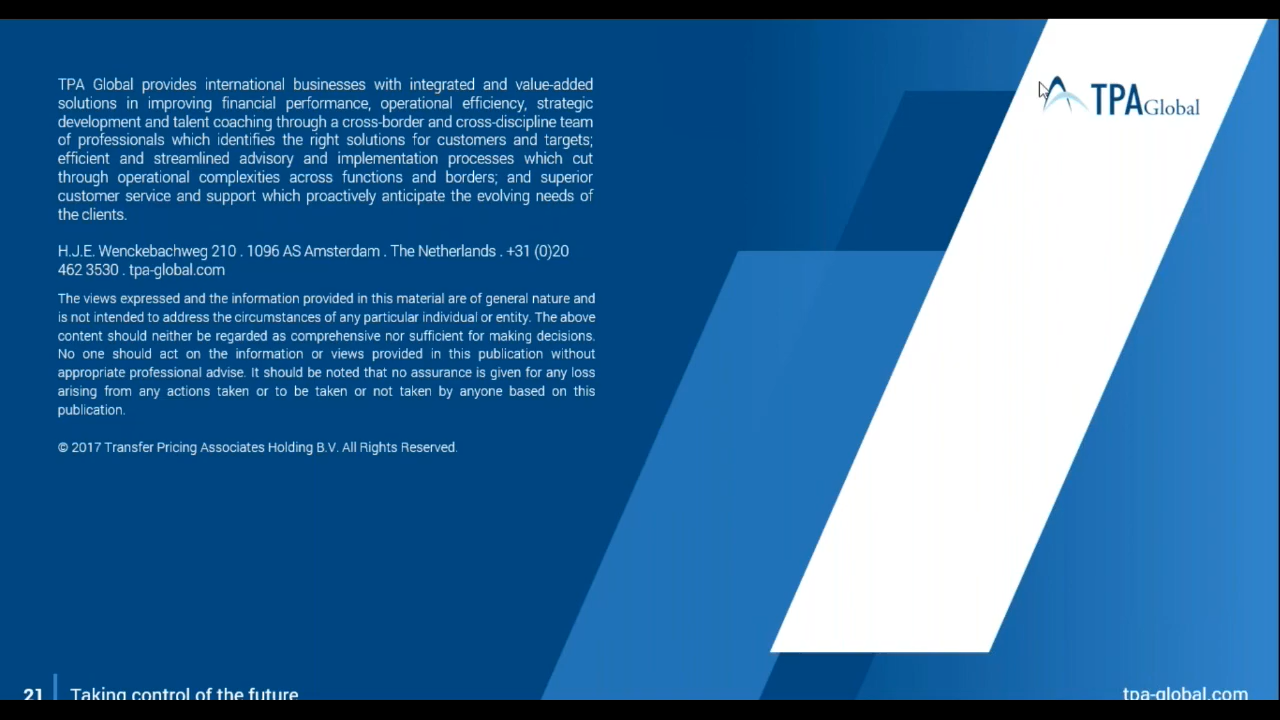 TPA Global provides international businesses with integrated and value-added
solutions in improving financial performance, operational efficiency, strategic
development and talent coaching through a cross-border and cross-discipline team
of professionals which identifies the right solutions for customers and targets;
efficient and streamlined advisory and implementation processes which cut
through operational complexities across functions and borders; and superior
customer service and support which proactively anticipate the evolving needs of
the clients.
H.J.E. Wenckebachweg 210 . 1096 AS Amsterdam . The Netherlands . +31 (0)20
462 3530 . tpa-global.com
The views expressed and the information provided in this material are of general nature and
is not intended to address the circumstances of any particular individual or entity. The above
content should neither be regarded as comprehensive nor sufficient for making decisions.
No one should act on the information or views provided in this publication without
appropriate professional advise. It should be noted that no assurance is given for any loss
arising from any actions taken or to be taken or not taken by anyone based on this
publication.
© 2017 Transfer Pricing Associates Holding B.V. All Rights Reserved.
TPA Global
21 Taking control of the future
tpa-global.com